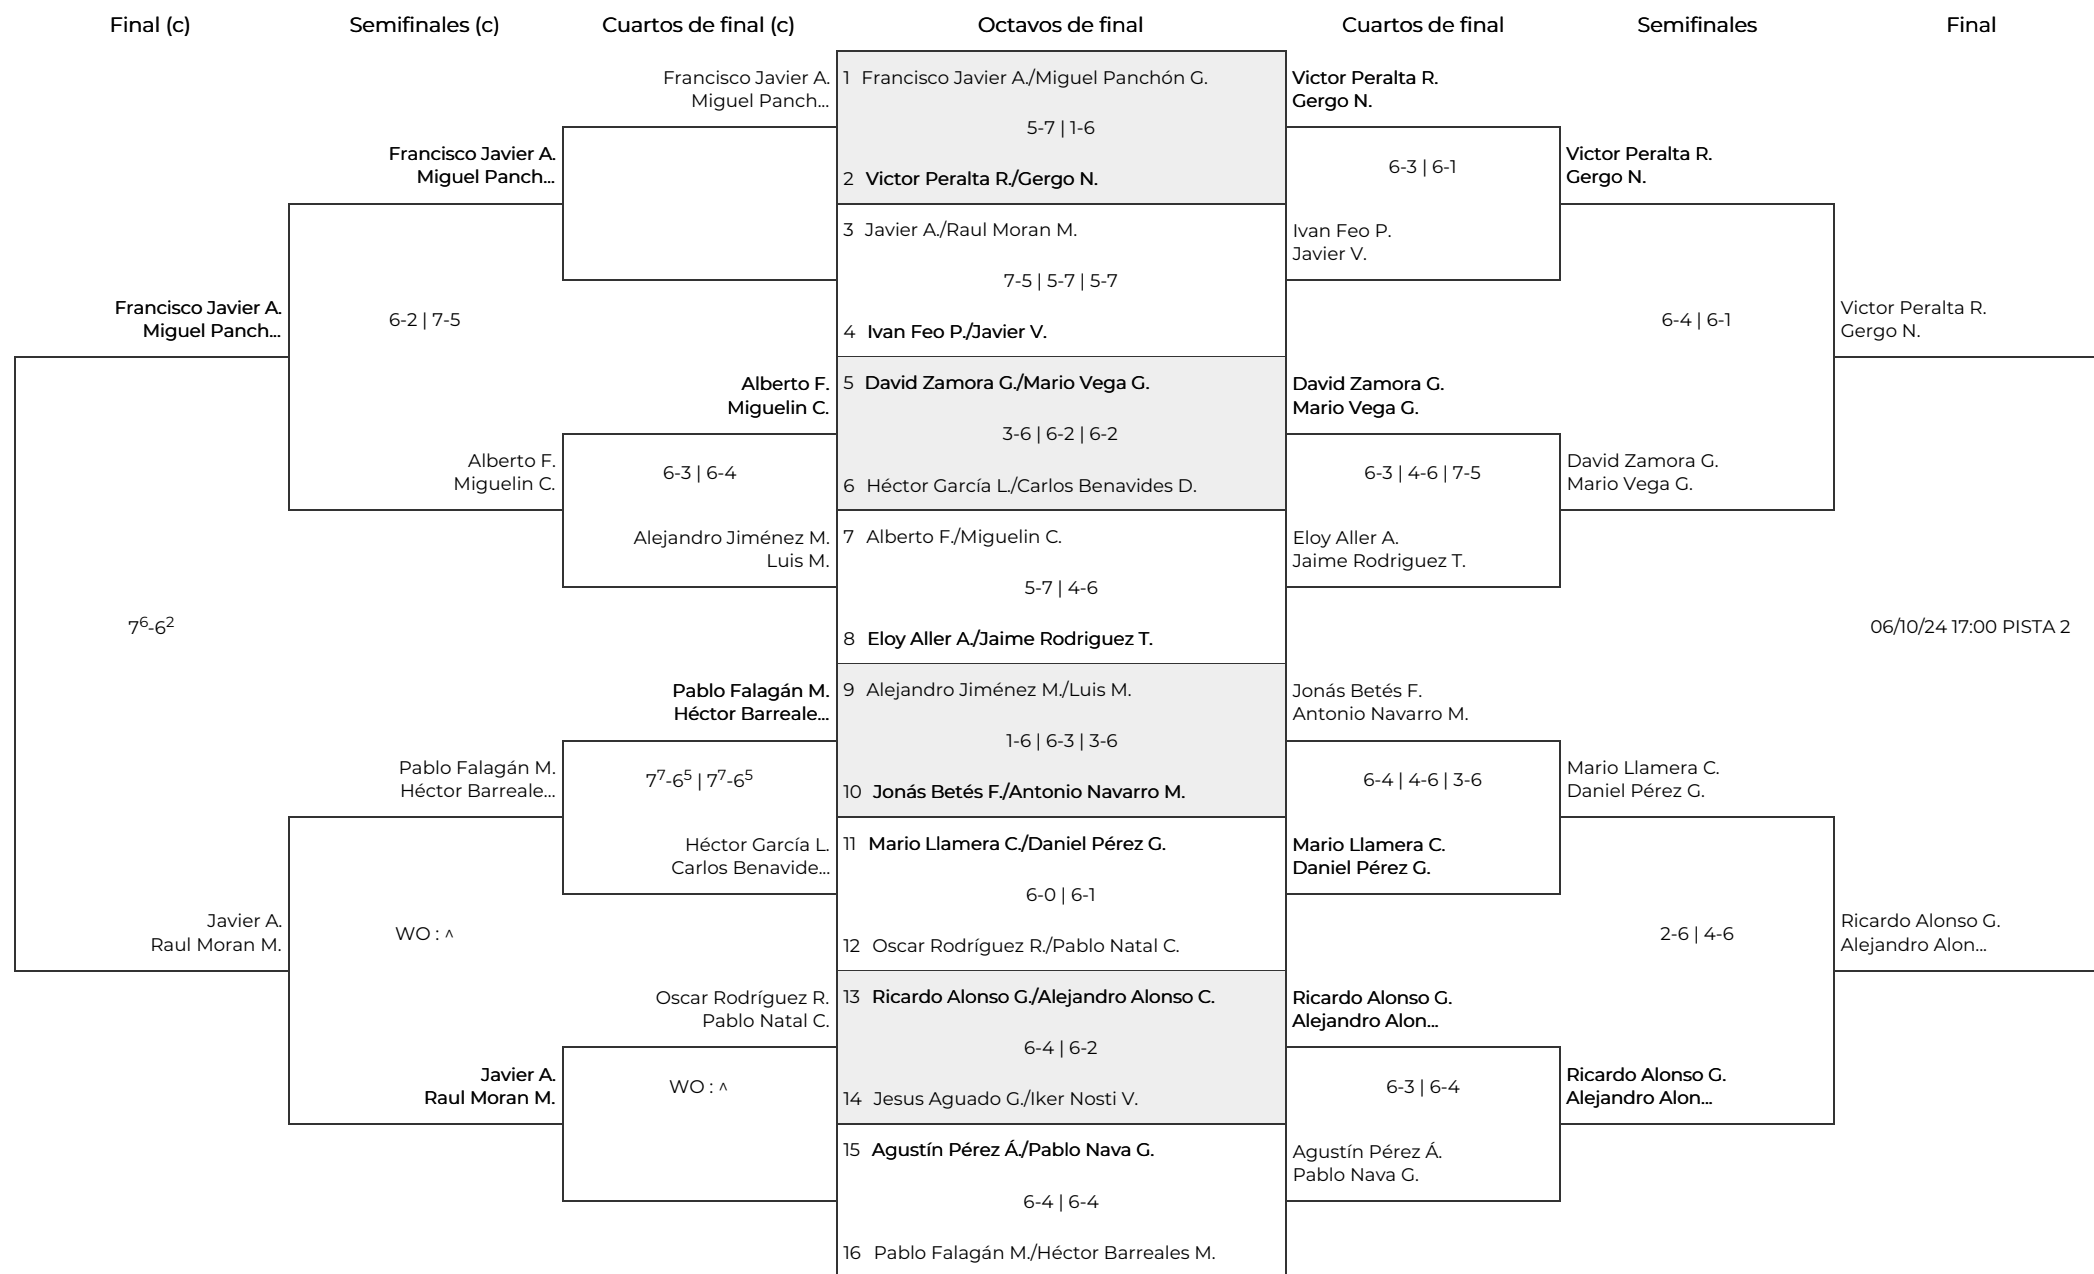 Final (c)
Semifinales (c)
Cuartos de final (c)
Octavos de final
Cuartos de final
Semifinales
Final
Francisco Javier A.
Miguel Panch...
7⁶-6²
Javier A.
Raul Moran M.
Francisco Javier A.
Miguel Panch...
6-2 | 7-5
Alberto F.
Miguelin C.
Pablo Falagán M.
Héctor Barreale...
WO : ^
Javier A.
Raul Moran M.
Francisco Javier A.
Miguel Panch...
Alberto F.
Miguelin C.
6-3 | 6-4
Alejandro Jiménez M.
Luis M.
Pablo Falagán M.
Héctor Barreale...
7⁷-6⁵ | 7⁷-6⁵
Héctor García L.
Carlos Benavide...
Oscar Rodríguez R.
Pablo Natal C.
WO : ^
1 Francisco Javier A./Miguel Panchón G.
5-7 | 1-6
2 Victor Peralta R./Gergo N.
3 Javier A./Raul Moran M.
7-5 | 5-7 | 5-7
4 Ivan Feo P./Javier V.
5 David Zamora G./Mario Vega G.
3-6 | 6-2 | 6-2
6 Héctor García L./Carlos Benavides D.
7 Alberto F./Miguelin C.
5-7 | 4-6
8 Eloy Aller A./Jaime Rodriguez T.
9 Alejandro Jiménez M./Luis M.
1-6 | 6-3 | 3-6
10 Jonás Betés F./Antonio Navarro M.
11 Mario Llamera C./Daniel Pérez G.
6-0 | 6-1
12 Oscar Rodríguez R./Pablo Natal C.
13 Ricardo Alonso G./Alejandro Alonso C.
6-4 | 6-2
14 Jesus Aguado G./Iker Nosti V.
15 Agustín Pérez Á./Pablo Nava G.
6-4 | 6-4
16 Pablo Falagán M./Héctor Barreales M.
Victor Peralta R.
Gergo N.
6-3 | 6-1
Ivan Feo P.
Javier V.
David Zamora G.
Mario Vega G.
6-3 | 4-6 | 7-5
Eloy Aller A.
Jaime Rodriguez T.
Jonás Betés F.
Antonio Navarro M.
6-4 | 4-6 | 3-6
Mario Llamera C.
Daniel Pérez G.
Ricardo Alonso G.
Alejandro Alon...
6-3 | 6-4
Agustín Pérez Á.
Pablo Nava G.
Victor Peralta R.
Gergo N.
6-4 | 6-1
David Zamora G.
Mario Vega G.
Mario Llamera C.
Daniel Pérez G.
2-6 | 4-6
Ricardo Alonso G.
Alejandro Alon...
Victor Peralta R.
Gergo N.
06/10/24 17:00 PISTA 2
Ricardo Alonso G.
Alejandro Alon...